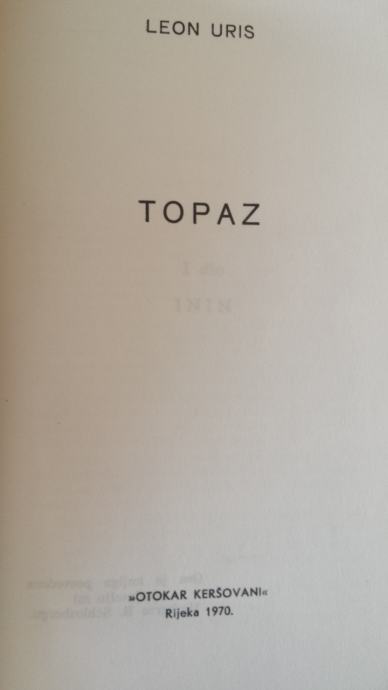 LEON URIS
TOPAZ
»OTOKAR KERŠOVANI«
Rijeka 1970.